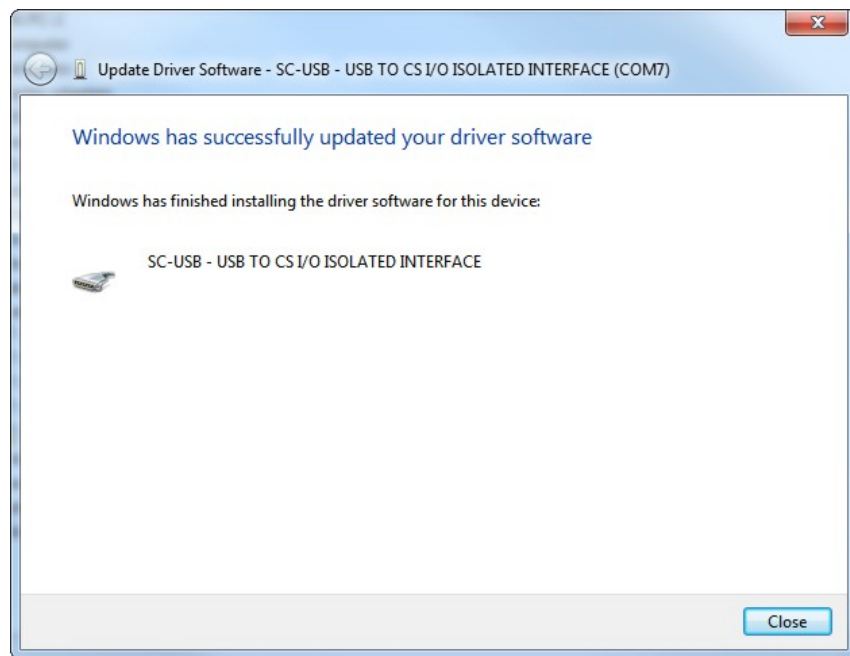 Update Driver Software - SC-USB - USB TO CS I/O ISOLATED INTERFACE (COM7)
Windows has successfully updated your driver software
Windows has finished installing the driver software for this device:
SC-USB - USB TO CS I/O ISOLATED INTERFACE
Close